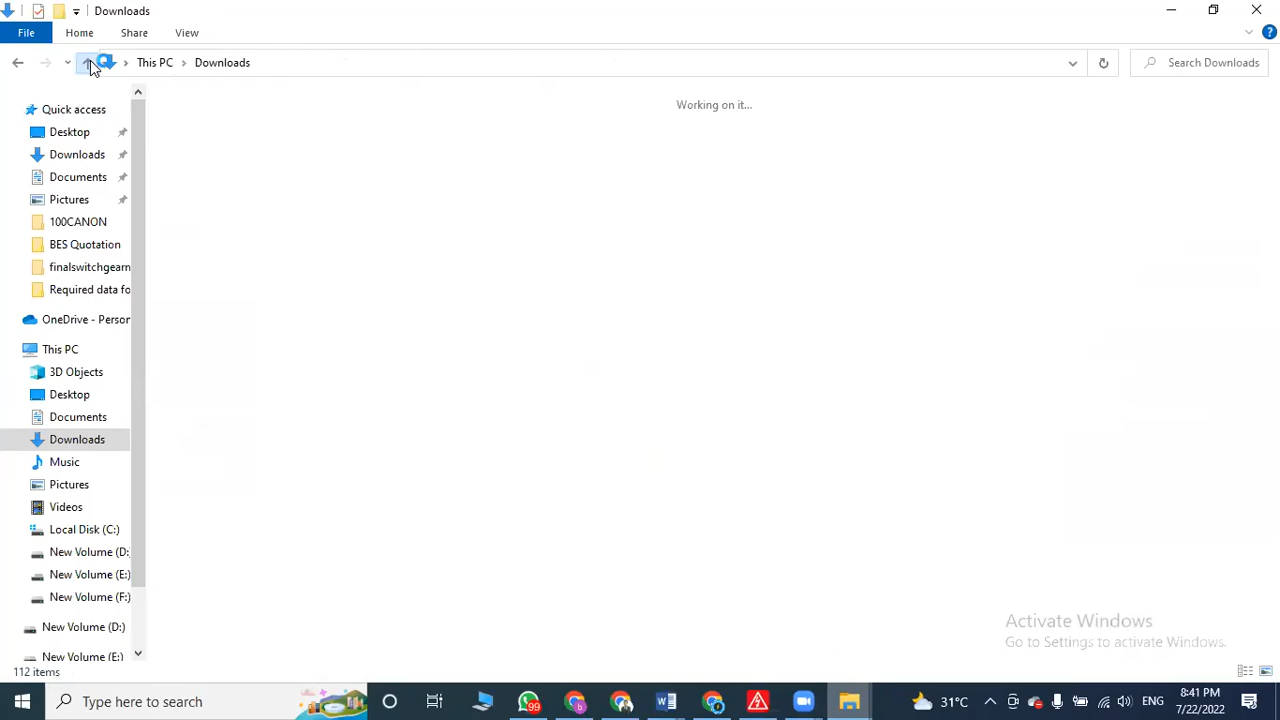 Downloads
File Home Share View
This PC Downloads Search Downloads
Working on it...
Quick access
Desktop
Downloads
Documents
Pictures
100CANON
BES Quotation
finalswitchgearn
Required data fo
OneDrive - Person
This PC
3D Objects
Desktop
Documents
Downloads
Music
Pictures
Videos
Local Disk (C:)
New Volume (D:
New Volume (E:)
New Volume (F:)
New Volume (D:)
New Volume (E:)
Activate Windows
Go to Settings to activate Windows.
112 items
Type here to search 99 31°C ENG 8:41 PM
7/22/2022